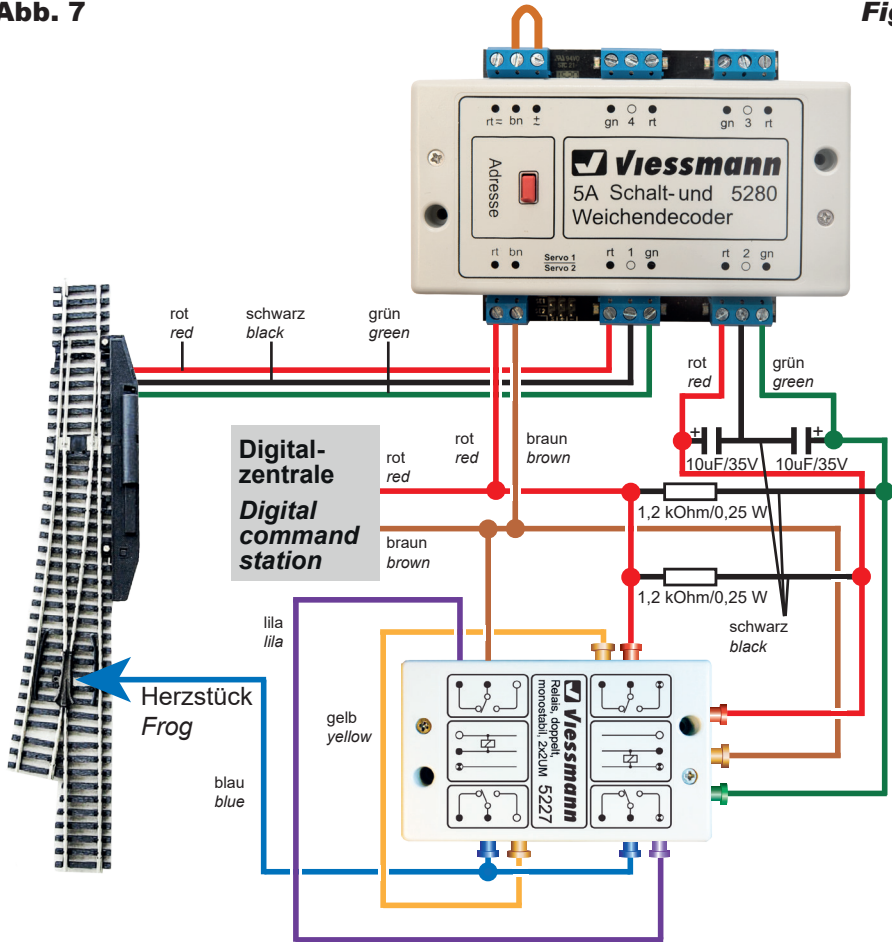 Abb. 7
Fig
rt = bn ±
gn 4 rt
gn 3 rt
Adresse
Viessmann
5A Schalt- und 5280
Weichendecoder
rt bn
Servo 1
Servo 2
rt 1 gn
rt 2 gn
rot
red
schwarz
black
grün
green
rot
red
grün
green
+
+
10uF/35V
10uF/35V
Digital-
zentrale
Digital
command
station
rot
red
rot
red
braun
brown
braun
brown
1,2 kOhm/0,25 W
1,2 kOhm/0,25 W
schwarz
black
lila
lila
Herzstück
Frog
gelb
yellow
blau
blue
Viessmann
Relais, doppelt,
monostabil, 2x2UM 5227